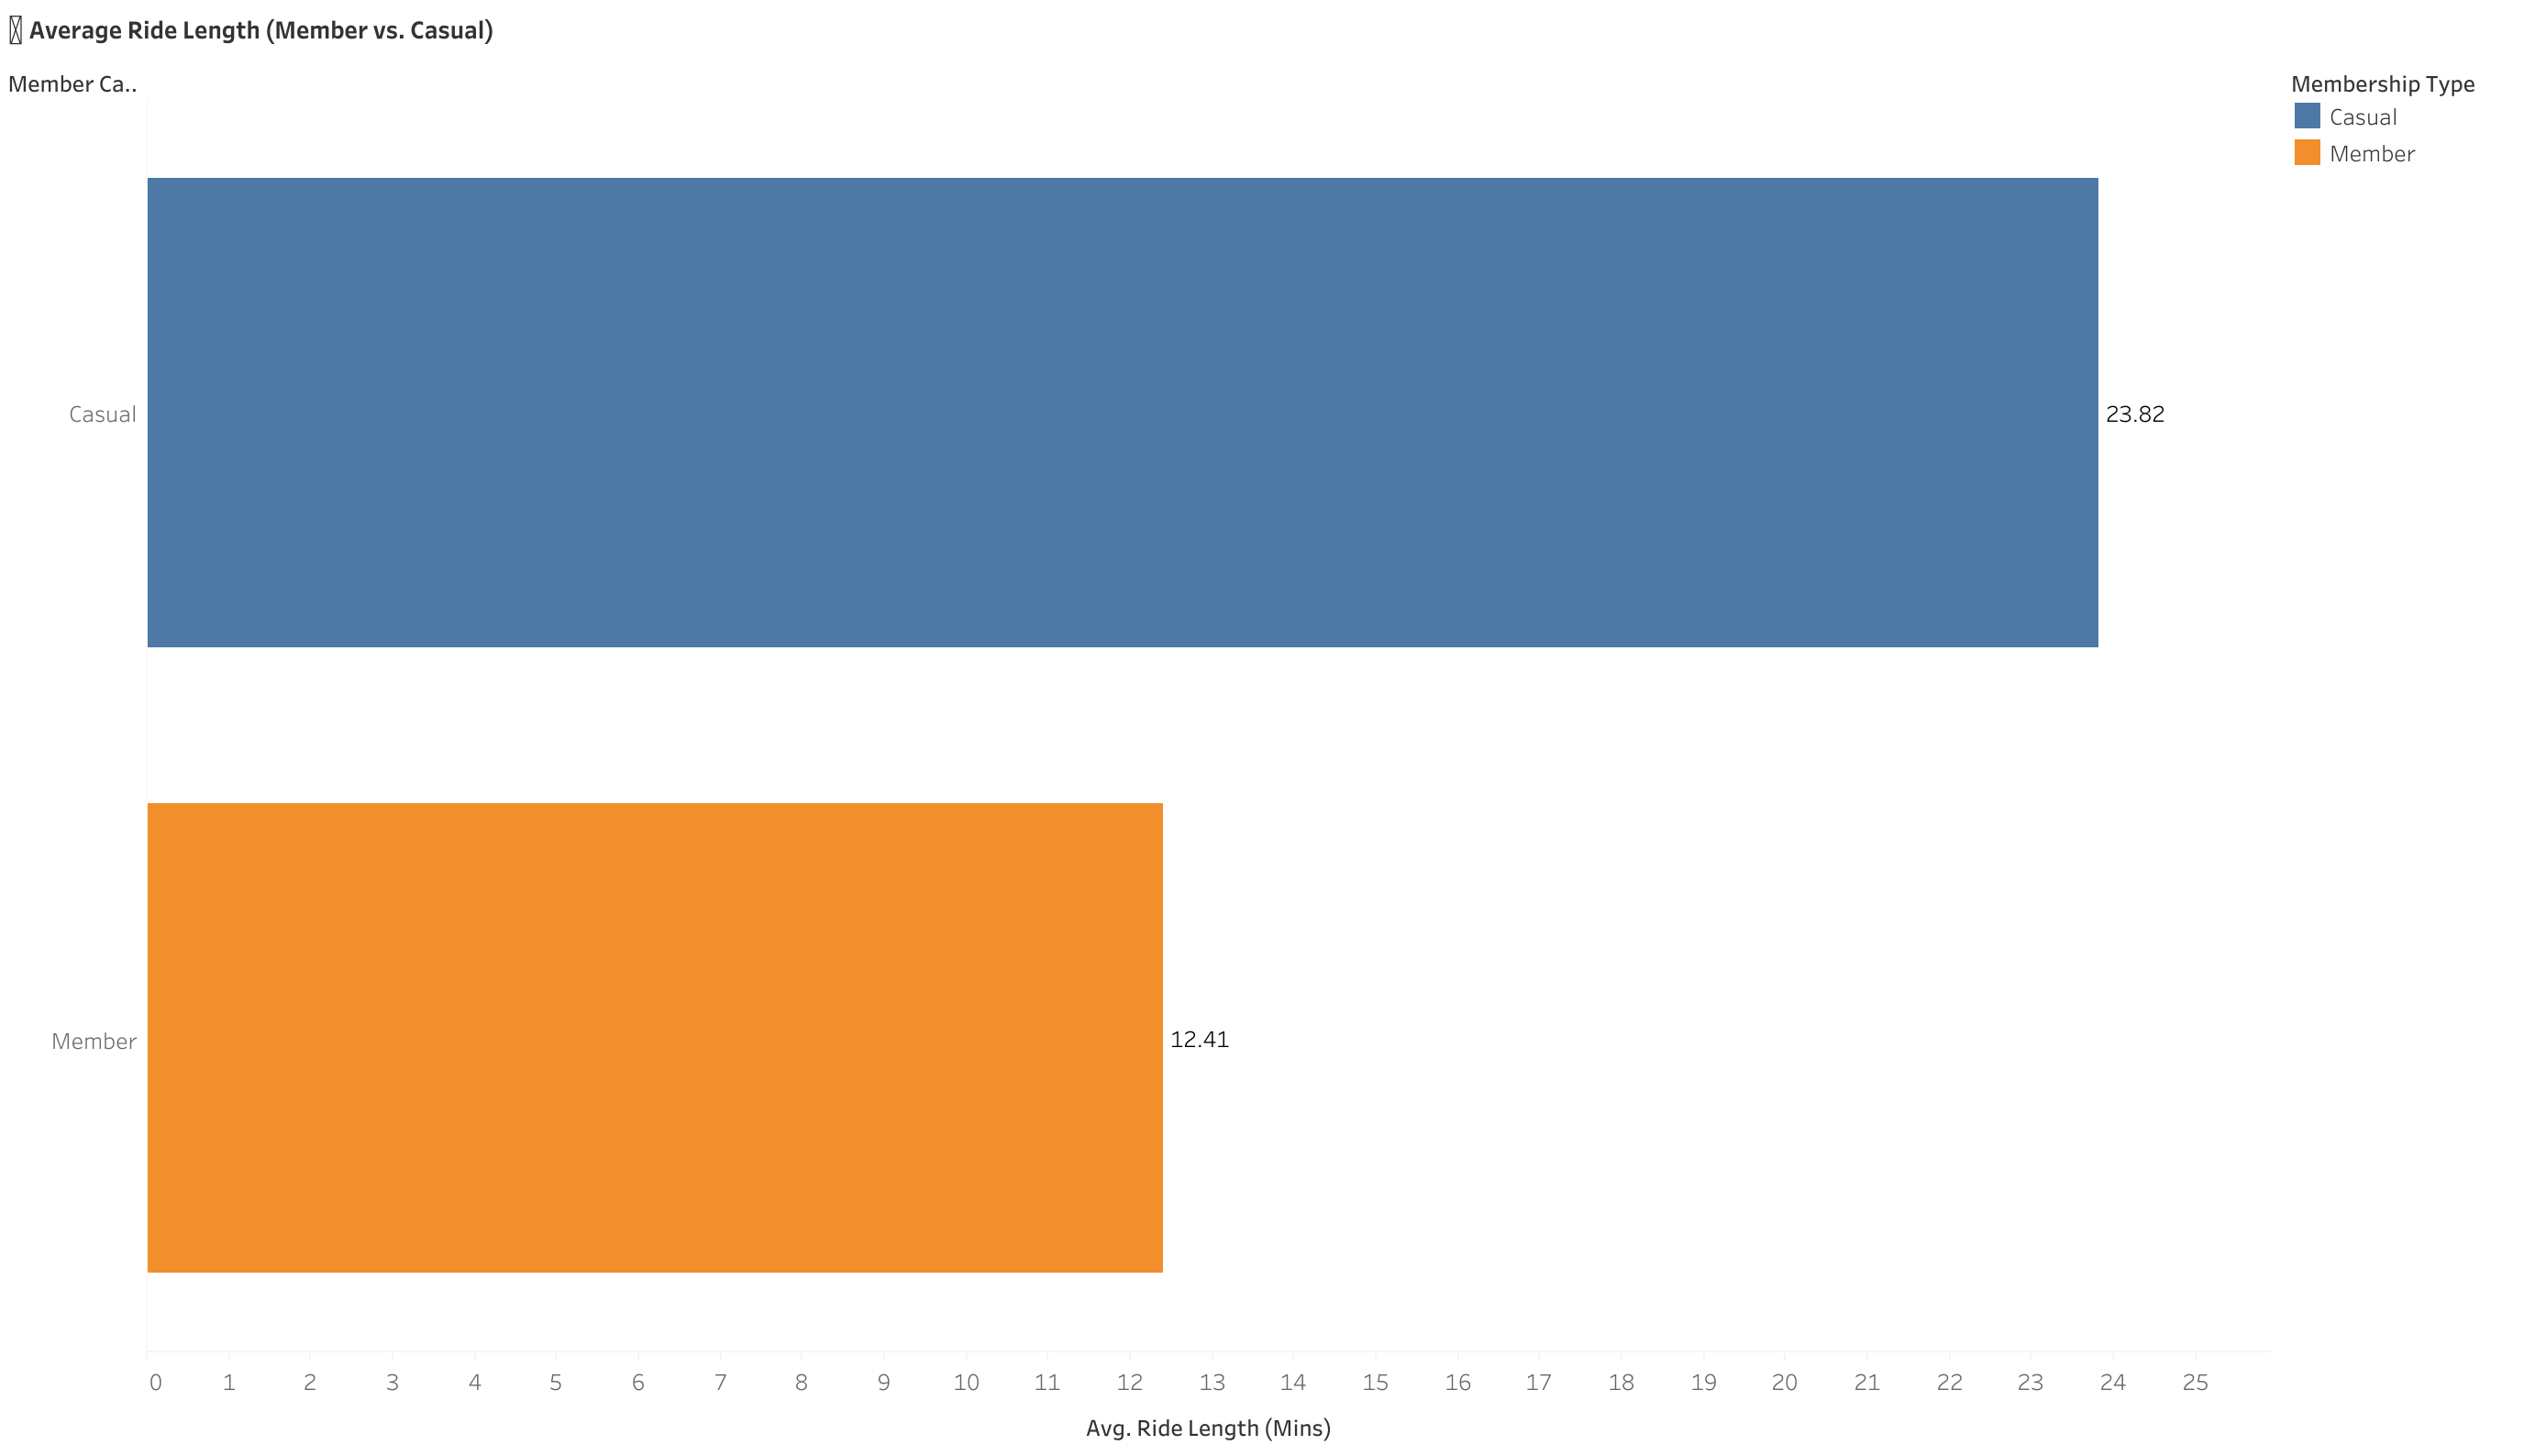 Average Ride Length (Member vs. Casual)
Member Ca..
Membership Type
Casual
Member
Casual
23.82
Member
12.41
0 1 2 3 4 5 6 7 8 9 10 11 12 13 14 15 16 17 18 19 20 21 22 23 24 25
Avg. Ride Length (Mins)